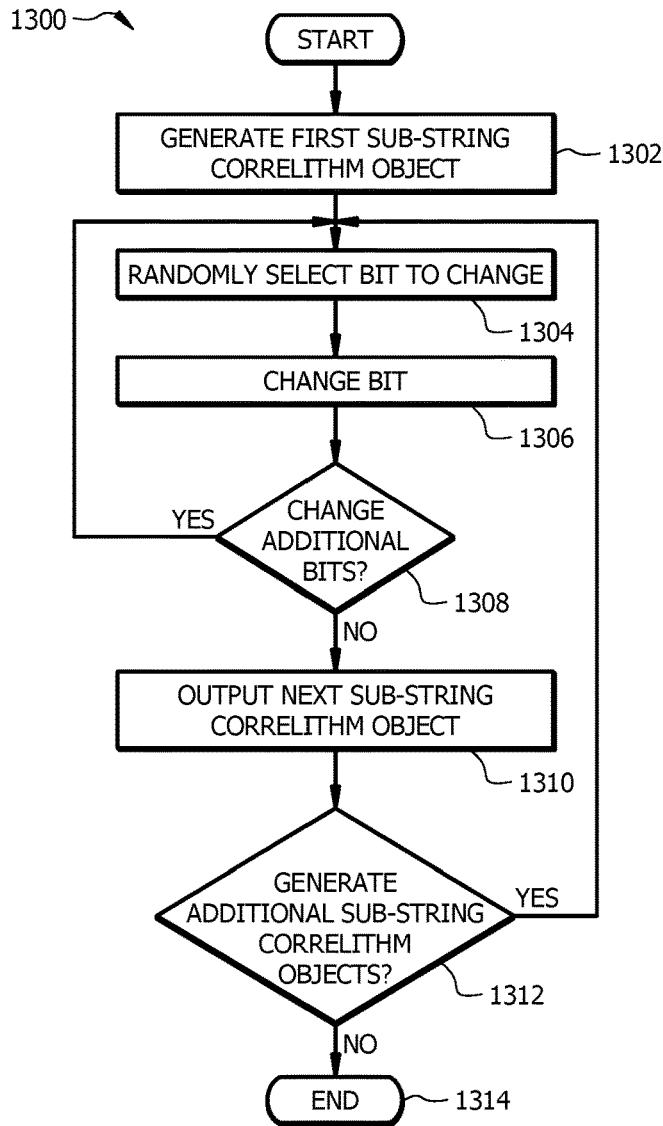 1300
START
GENERATE FIRST SUB-STRING
CORRELITHM OBJECT
1302
RANDOMLY SELECT BIT TO CHANGE
1304
CHANGE BIT
1306
YES
CHANGE
ADDITIONAL
BITS?
1308
NO
OUTPUT NEXT SUB-STRING
CORRELITHM OBJECT
1310
GENERATE
ADDITIONAL SUB-STRING
CORRELITHM
OBJECTS?
YES
1312
NO
END
1314